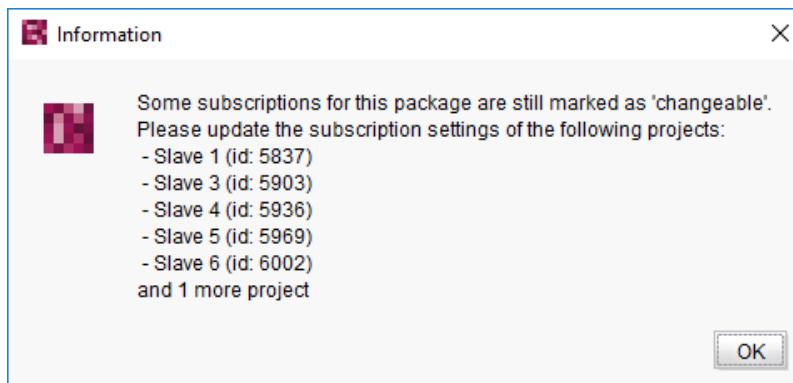 Information
Some subscriptions for this package are still marked as 'changeable'.
Please update the subscription settings of the following projects:
- Slave 1 (id: 5837)
- Slave 3 (id: 5903)
- Slave 4 (id: 5936)
- Slave 5 (id: 5969)
- Slave 6 (id: 6002)
and 1 more project
OK